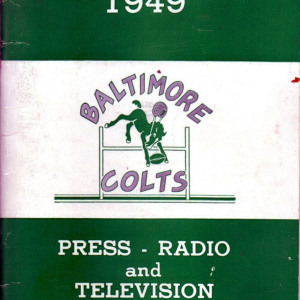 1949
BALTIMORE
COLTS
PRESS - RADIO
and
TELEVISION